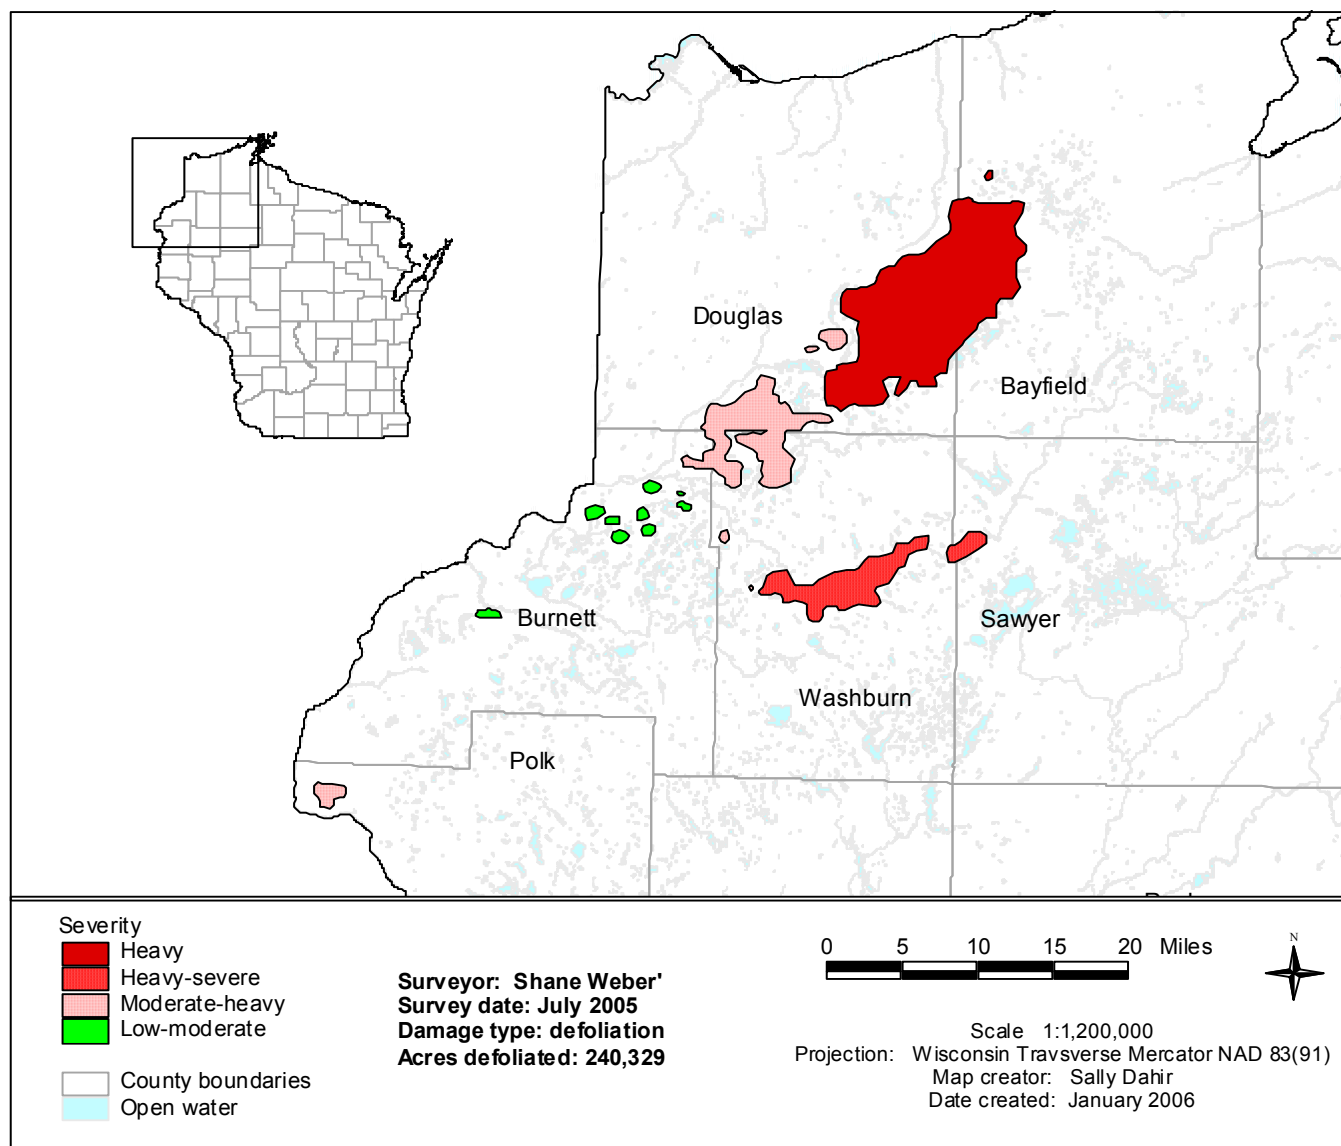 Douglas
Bayfield
Burnett
Sawyer
Washburn
Polk
Severity
Heavy
Heavy-severe
Moderate-heavy
Low-moderate
County boundaries
Open water
Surveyor: Shane Weber'
Survey date: July 2005
Damage type: defoliation
Acres defoliated: 240,329
0 5 10 15 20 Miles
N
Scale 1:1,200,000
Projection: Wisconsin Travsverse Mercator NAD 83(91)
Map creator: Sally Dahir
Date created: January 2006